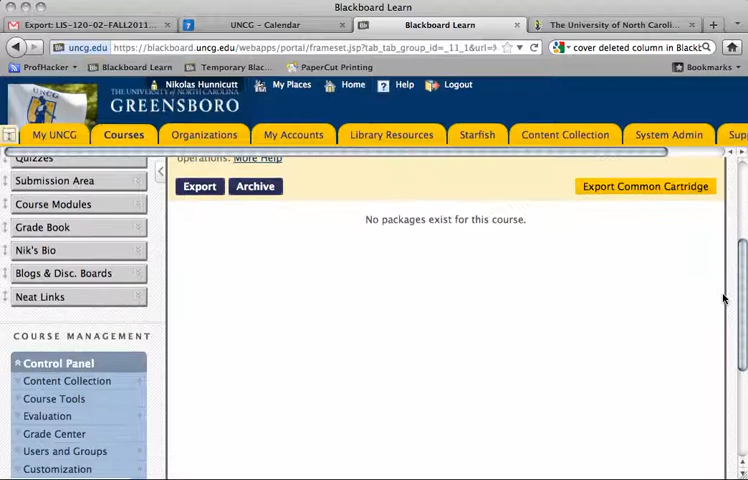 Blackboard Learn
Export: LIS-120-02-FALL2011...
UNCG - Calendar
Blackboard Learn
The University of North Caroli...
uncg.edu
https://blackboard.uncg.edu/webapps/portal/frameset.jsp?tab_tab_group_id=_11_1&url=
cover deleted column in Blackb
ProfHacker
Blackboard Learn
Temporary Blac...
PaperCut Printing
Bookmarks
UNCG
Nikolas Hunnicutt
My Places
Home
Help
Logout
THE UNIVERSITY OF NORTH CAROLINA
GREENSBORO
My UNCG
Courses
Organizations
My Accounts
Library Resources
Starfish
Content Collection
System Admin
Sup
Quizzes
operations. More Help
Submission Area
Export
Archive
Export Common Cartridge
Course Modules
No packages exist for this course.
Grade Book
Nik's Bio
Blogs & Disc. Boards
Neat Links
COURSE MANAGEMENT
Control Panel
Content Collection
Course Tools
Evaluation
Grade Center
Users and Groups
Customization